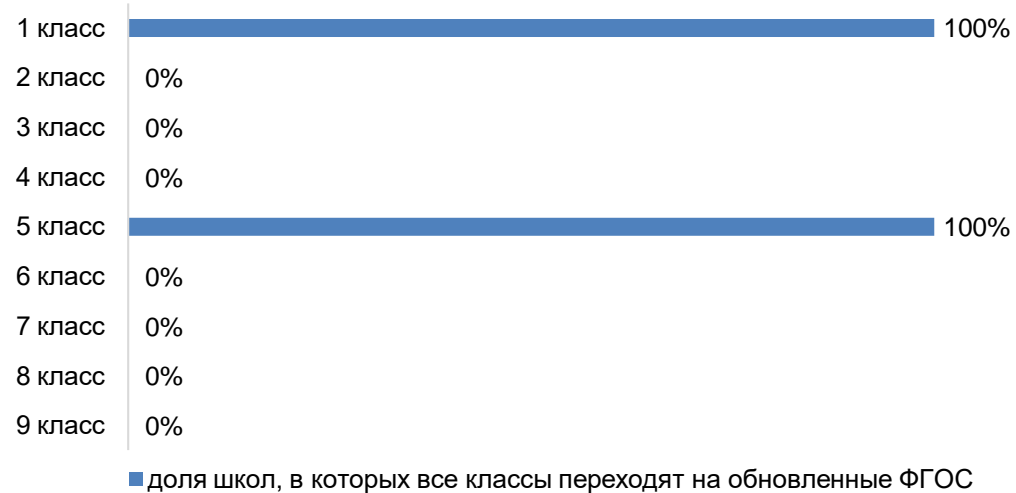 1 класс 100%
2 класс 0%
3 класс 0%
4 класс 0%
5 класс 100%
6 класс 0%
7 класс 0%
8 класс 0%
9 класс 0%
доля школ, в которых все классы переходят на обновленные ФГОС